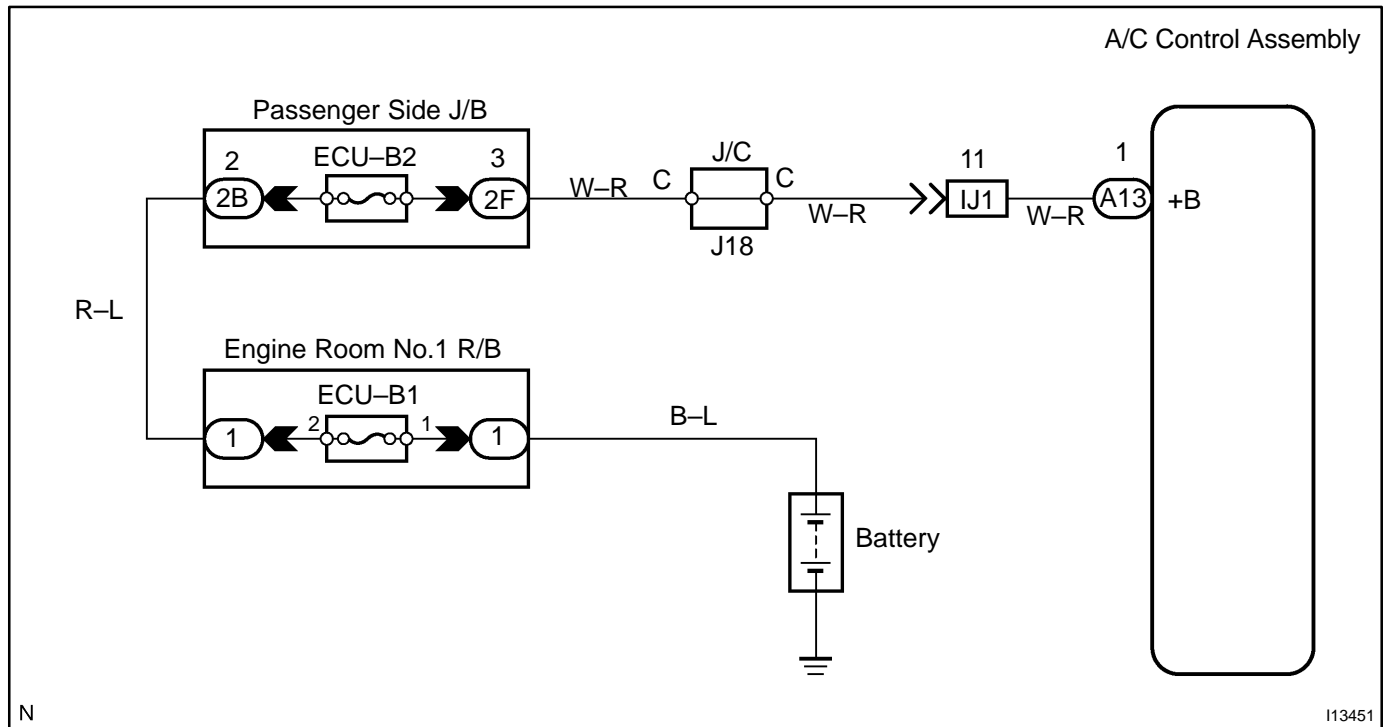 A/C Control Assembly
Passenger Side J/B
2 ECU–B2 3
2B 2F
W–R
C J/C C
J18
W–R
11
IJ1
W–R
1
A13
+B
R–L
Engine Room No.1 R/B
ECU–B1
1 2 1 1
B–L
Battery
N
I13451